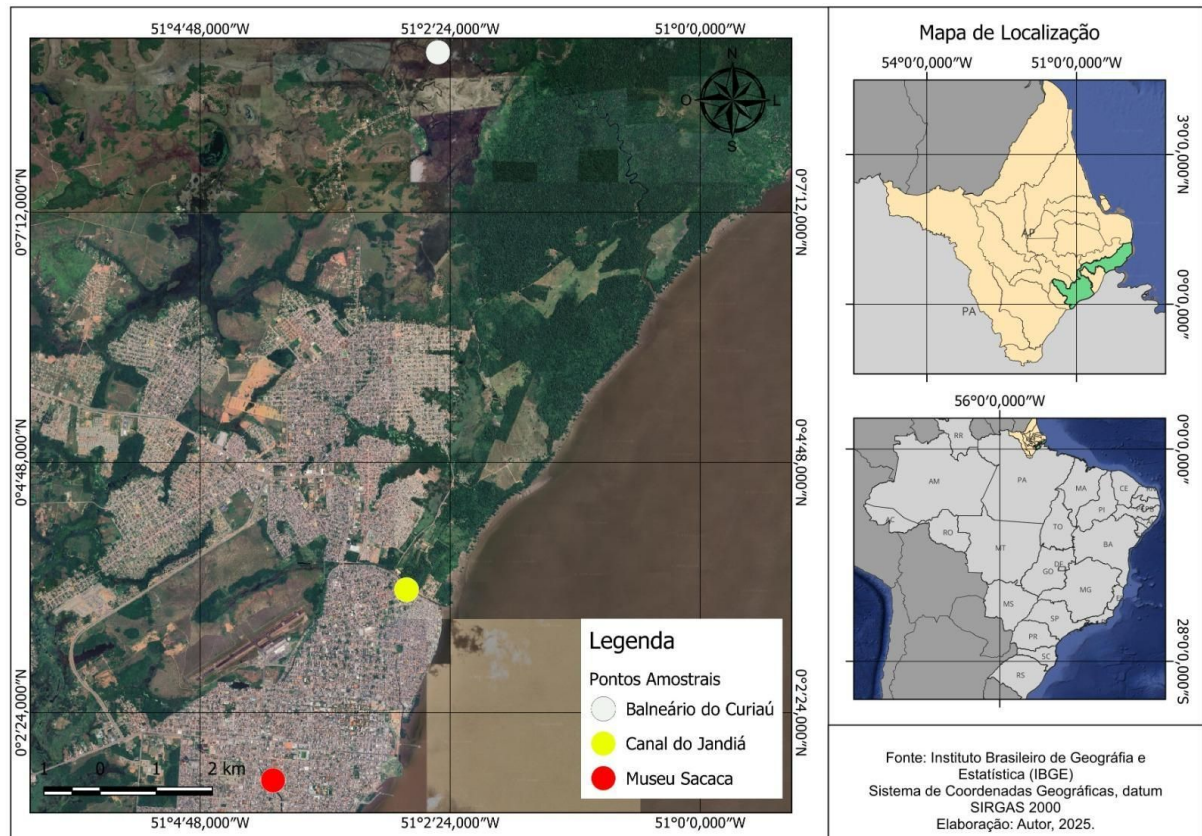 51°4'48,000"W
51°2'24,000"W
51°0'0,000"W
N
O
L
S
0°7'12,000"N
0°7'12,000"N
0°4'48,000"N
0°4'48,000"N
0°2'24,000"N
0°2'24,000"N
Legenda
Pontos Amostrais
Balneário do Curiaú
Canal do Jandiá
Museu Sacaca
1 0 1 2 km
51°4'48,000"W
51°2'24,000"W
51°0'0,000"W
Mapa de Localização
54°0'0,000"W
51°0'0,000"W
3°0'0,000"N
AP
PA
0°0'0,000"
56°0'0,000"W
0°0'0,000"
RR
AM
PA
MA
CE
PI
AC
RO
TO
MT
BA
DF
GO
MG
MS
SP
PR
SC
RS
28°0'0,000"S
Fonte: Instituto Brasileiro de Geográfia e
Estatística (IBGE)
Sistema de Coordenadas Geográficas, datum
SIRGAS 2000
Elaboração: Autor, 2025.